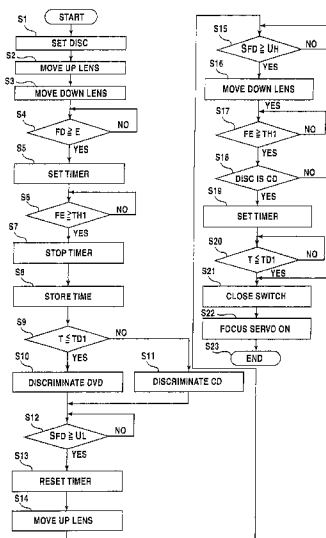 START
S1
SET DISC
S2
MOVE UP LENS
S3
MOVE DOWN LENS
S4
FD ≧ E
NO
YES
S5
SET TIMER
S6
FE ≧ TH1
NO
YES
S7
STOP TIMER
S8
STORE TIME
S9
T ≦ TD1
NO
YES
S10
DISCRIMINATE DVD
S11
DISCRIMINATE CD
S12
SFD ≧ UL
NO
YES
S13
RESET TIMER
S14
MOVE UP LENS
S15
SFD ≧ UH
NO
YES
S16
MOVE DOWN LENS
S17
FE ≧ TH1
NO
YES
S18
DISC IS CD
NO
YES
S19
SET TIMER
S20
T ≦ TD1
NO
YES
S21
CLOSE SWITCH
S22
FOCUS SERVO ON
S23
END